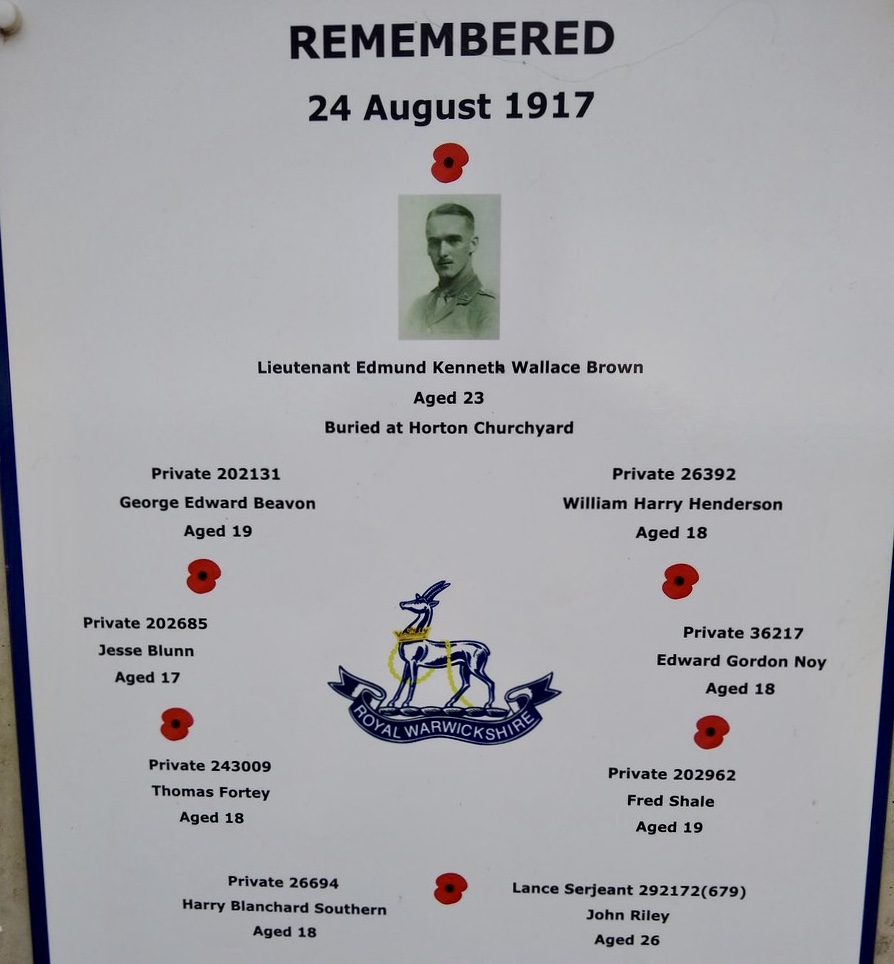 REMEMBERED
24 August 1917
Lieutenant Edmund Kenneth Wallace Brown
Aged 23
Buried at Horton Churchyard
Private 202131
George Edward Beavon
Aged 19
Private 26392
William Harry Henderson
Aged 18
Private 202685
Jesse Blunn
Aged 17
Private 36217
Edward Gordon Noy
Aged 18
ROYAL WARWICKSHIRE
Private 243009
Thomas Fortey
Aged 18
Private 202962
Fred Shale
Aged 19
Private 26694
Harry Blanchard Southern
Aged 18
Lance Serjeant 292172(679)
John Riley
Aged 26